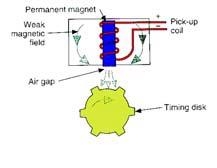 Permanent magnet
Weak
magnetic
field
+
−
Pick-up
coil
Air gap
Timing disk